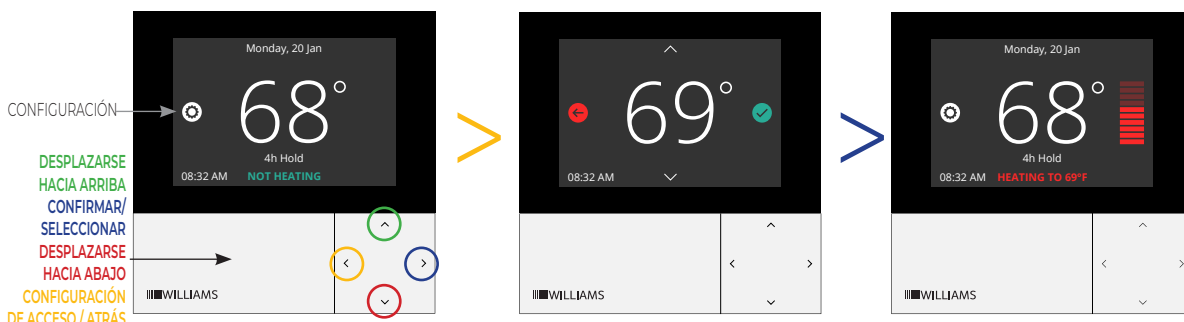 CONFIGURACIÓN
DESPLAZARSE
HACIA ARRIBA
CONFIRMAR/
SELECCIONAR
DESPLAZARSE
HACIA ABAJO
CONFIGURACIÓN
DE ACCESO / ATRÁS
Monday, 20 Jan
68°
4h Hold
08:32 AM NOT HEATING
WILLIAMS
69°
08:32 AM
WILLIAMS
Monday, 20 Jan
68°
4h Hold
08:32 AM HEATING TO 69°F
WILLIAMS